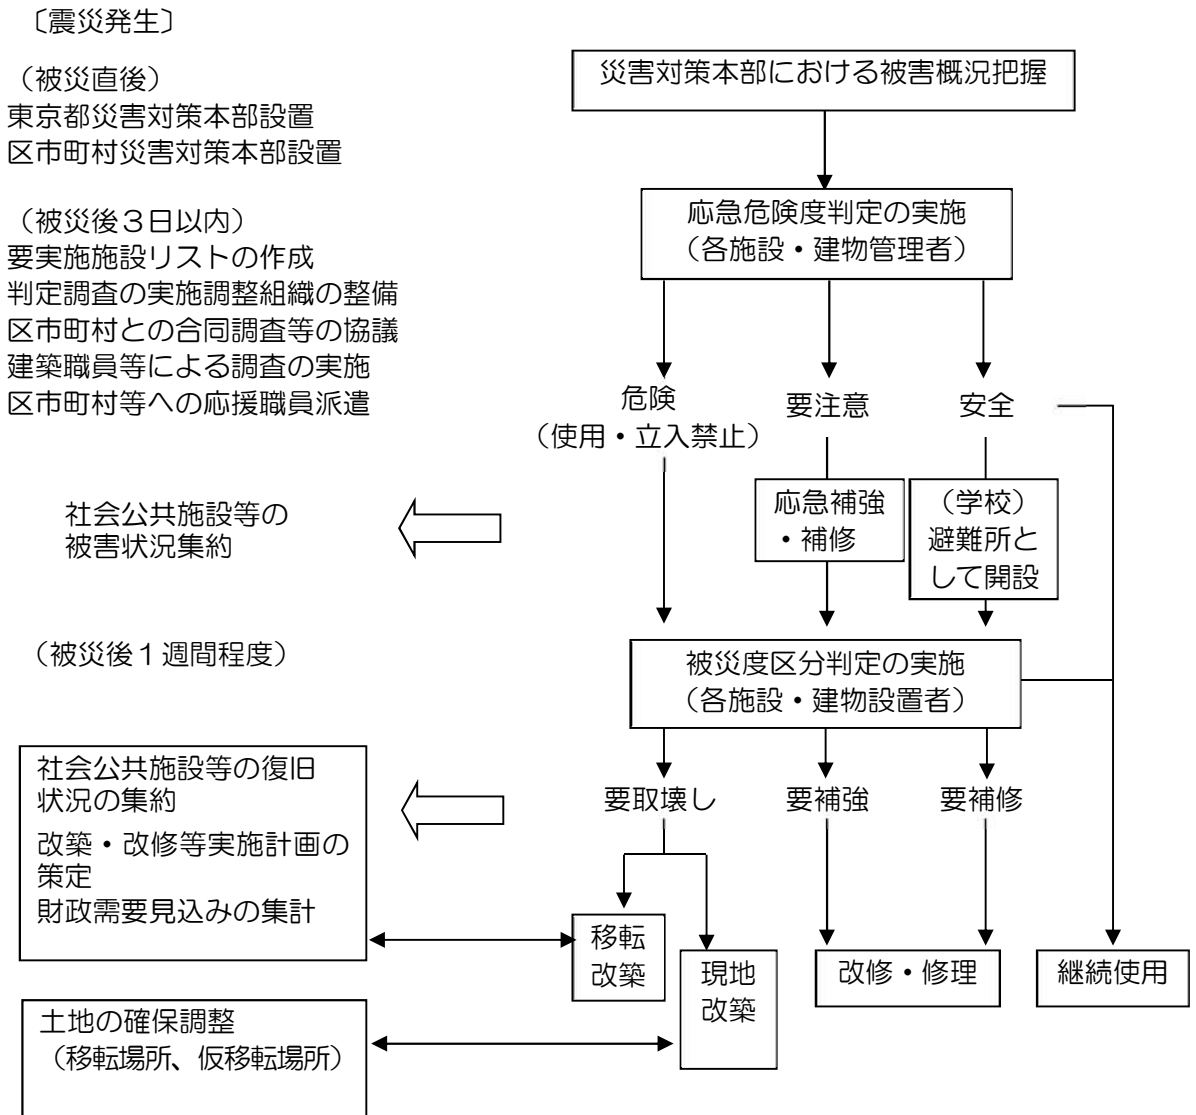 〔震災発生〕
（被災直後）
東京都災害対策本部設置
区市町村災害対策本部設置
（被災後３日以内）
要実施施設リストの作成
判定調査の実施調整組織の整備
区市町村との合同調査等の協議
建築職員等による調査の実施
区市町村等への応援職員派遣
社会公共施設等の
被害状況集約
（被災後１週間程度）
社会公共施設等の復旧
状況の集約
改築・改修等実施計画の
策定
財政需要見込みの集計
土地の確保調整
（移転場所、仮移転場所）
災害対策本部における被害概況把握
応急危険度判定の実施
（各施設・建物管理者）
危険
（使用・立入禁止）
要注意
安全
応急補強
・補修
（学校）
避難所と
して開設
被災度区分判定の実施
（各施設・建物設置者）
要取壊し
要補強
要補修
移転
改築
現地
改築
改修・修理
継続使用